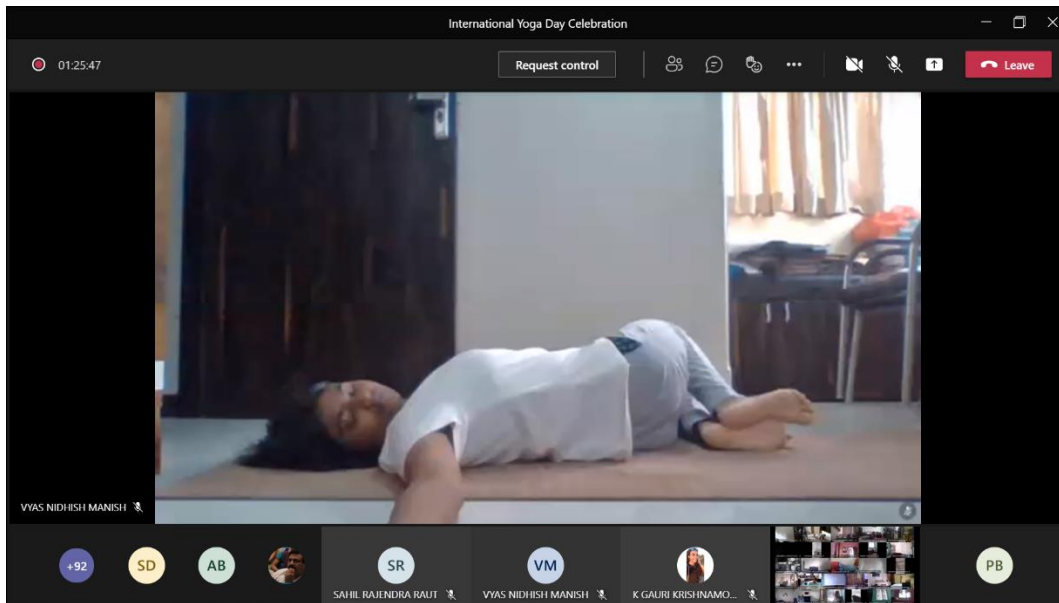 International Yoga Day Celebration
01:25:47
Request control
Leave
VYAS NIDHISH MANISH
+92
SD
AB
SR
SAHIL RAJENDRA RAUT
VM
VYAS NIDHISH MANISH
K GAURI KRISHNAMO...
PB